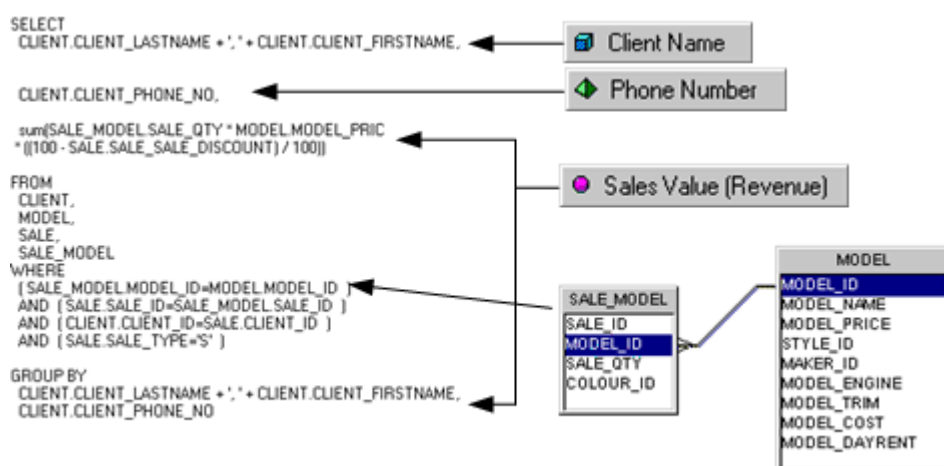 SELECT
CLIENT.CLIENT_LASTNAME + ', ' + CLIENT.CLIENT_FIRSTNAME,
Client Name
CLIENT.CLIENT_PHONE_NO,
Phone Number
sum(SALE_MODEL.SALE_QTY * MODEL.MODEL_PRIC
* ((100 - SALE.SALE_SALE_DISCOUNT) / 100))
Sales Value (Revenue)
FROM
CLIENT,
MODEL,
SALE,
SALE_MODEL
WHERE
( SALE_MODEL.MODEL_ID=MODEL.MODEL_ID )
AND ( SALE.SALE_ID=SALE_MODEL.SALE_ID )
AND ( CLIENT.CLIENT_ID=SALE.CLIENT_ID )
AND ( SALE.SALE_TYPE='S' )
GROUP BY
CLIENT.CLIENT_LASTNAME + ', ' + CLIENT.CLIENT_FIRSTNAME,
CLIENT.CLIENT_PHONE_NO
SALE_MODEL
SALE_ID
MODEL_ID
SALE_QTY
COLOUR_ID
MODEL
MODEL_ID
MODEL_NAME
MODEL_PRICE
STYLE_ID
MAKER_ID
MODEL_ENGINE
MODEL_TRIM
MODEL_COST
MODEL_DAYRENT